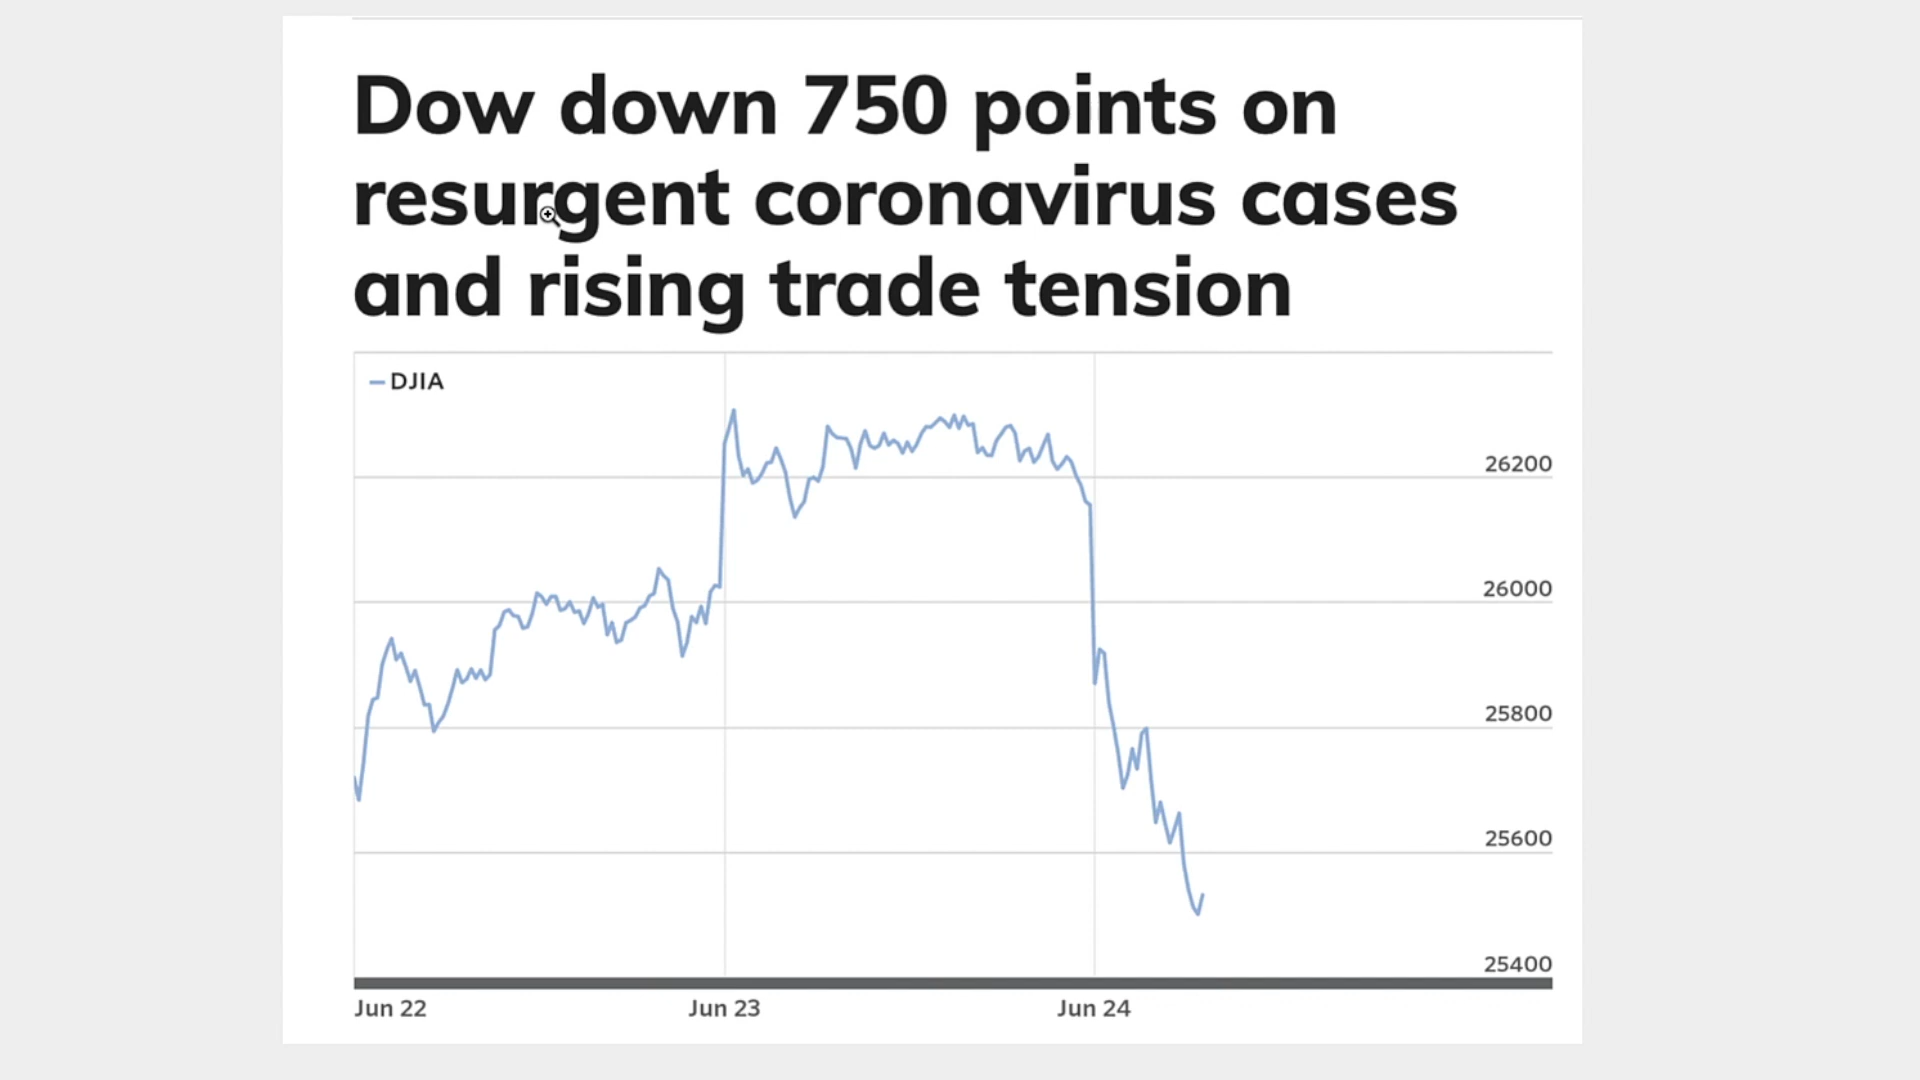 Dow down 750 points on
resurgent coronavirus cases
and rising trade tension
DJIA
26200
26000
25800
25600
25400
Jun 22 Jun 23 Jun 24